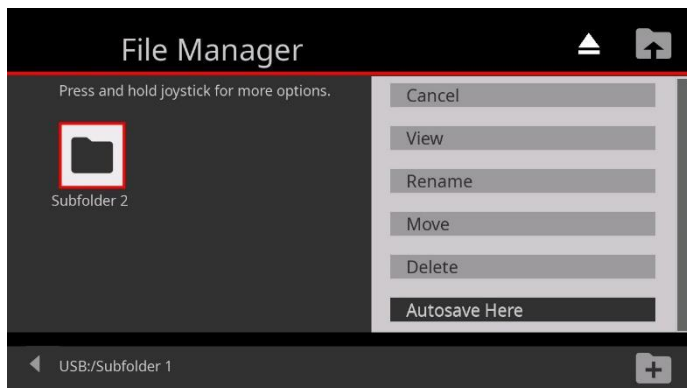 File Manager
Press and hold joystick for more options.
Subfolder 2
Cancel
View
Rename
Move
Delete
Autosave Here
USB:/Subfolder 1